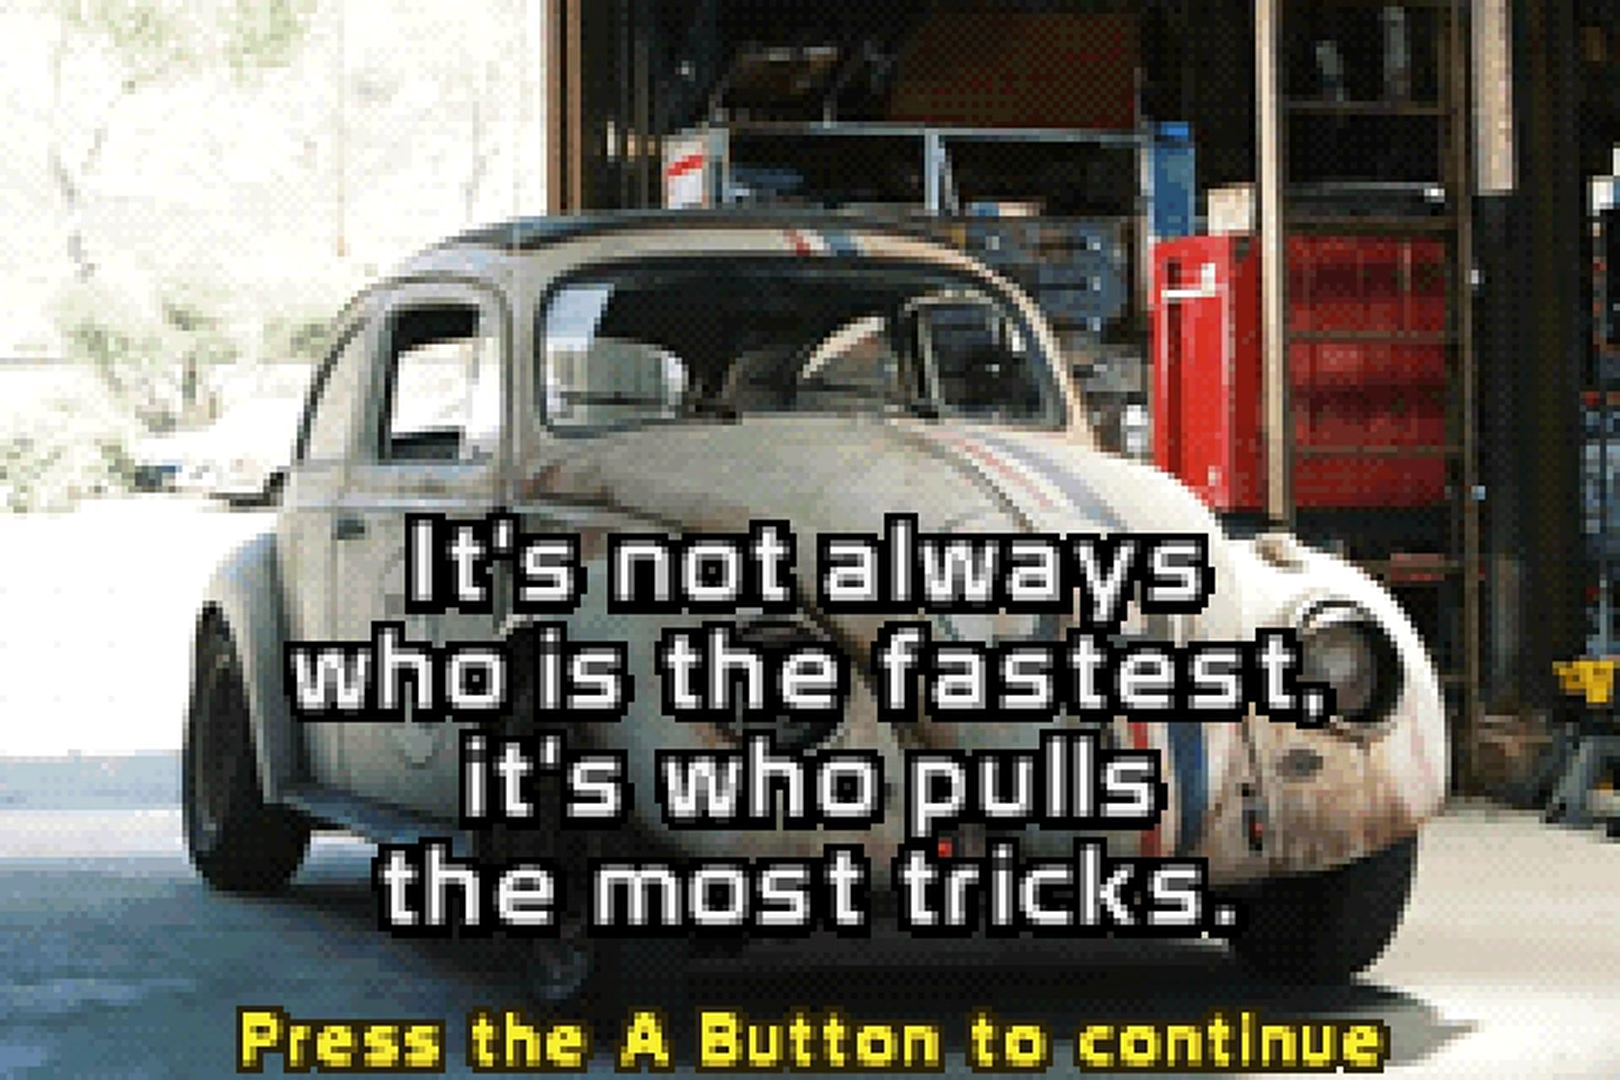 It's not always
who is the fastest,
it's who pulls
the most tricks.
Press the A Button to continue